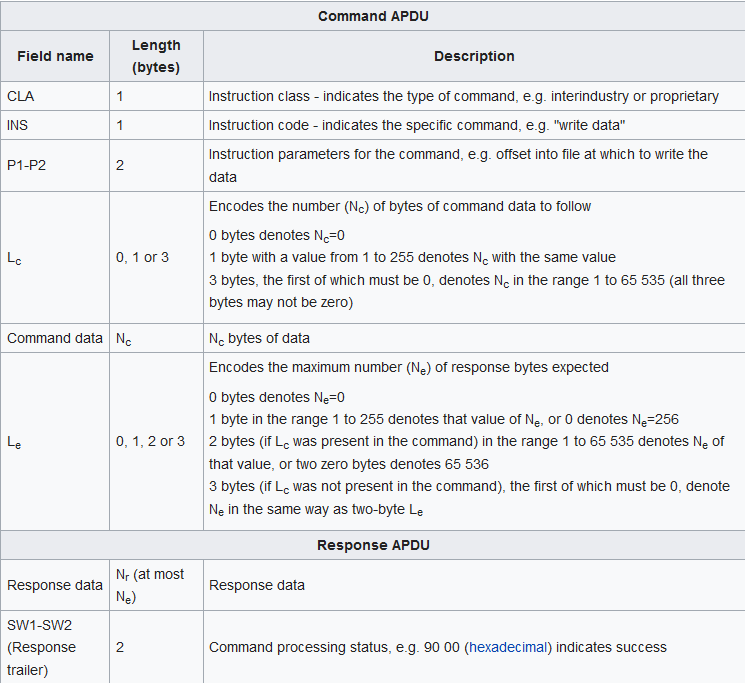 Command APDU
Field name
Length
(bytes)
Description
CLA
1
Instruction class - indicates the type of command, e.g. interindustry or proprietary
INS
1
Instruction code - indicates the specific command, e.g. "write data"
P1-P2
2
Instruction parameters for the command, e.g. offset into file at which to write the
data
Lc
0, 1 or 3
Encodes the number (Nc) of bytes of command data to follow
0 bytes denotes Nc=0
1 byte with a value from 1 to 255 denotes Nc with the same value
3 bytes, the first of which must be 0, denotes Nc in the range 1 to 65 535 (all three
bytes may not be zero)
Command data
Nc
Nc bytes of data
Le
0, 1, 2 or 3
Encodes the maximum number (Ne) of response bytes expected
0 bytes denotes Ne=0
1 byte in the range 1 to 255 denotes that value of Ne, or 0 denotes Ne=256
2 bytes (if Lc was present in the command) in the range 1 to 65 535 denotes Ne of
that value, or two zero bytes denotes 65 536
3 bytes (if Lc was not present in the command), the first of which must be 0, denote
Ne in the same way as two-byte Le
Response APDU
Response data
Nr (at most
Ne)
Response data
SW1-SW2
(Response
trailer)
2
Command processing status, e.g. 90 00 (hexadecimal) indicates success